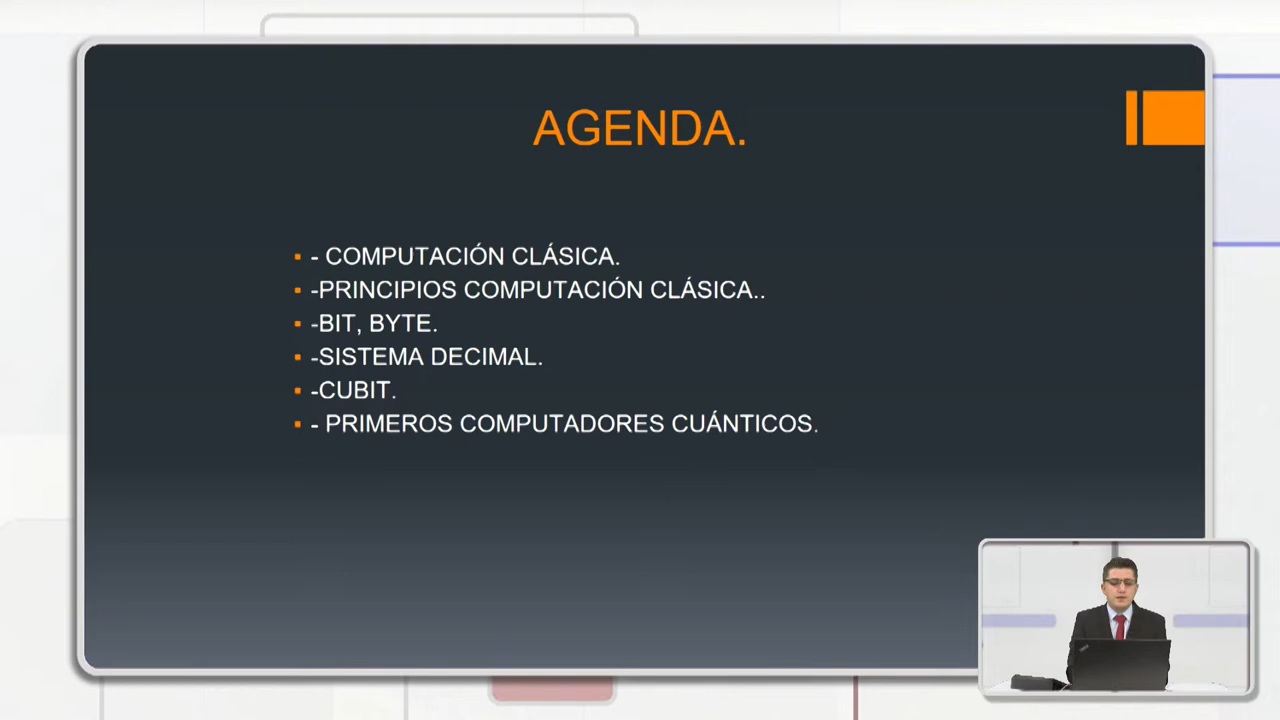 AGENDA.
- COMPUTACIÓN CLÁSICA.
-PRINCIPIOS COMPUTACIÓN CLÁSICA..
-BIT, BYTE.
-SISTEMA DECIMAL.
-CUBIT.
- PRIMEROS COMPUTADORES CUÁNTICOS.